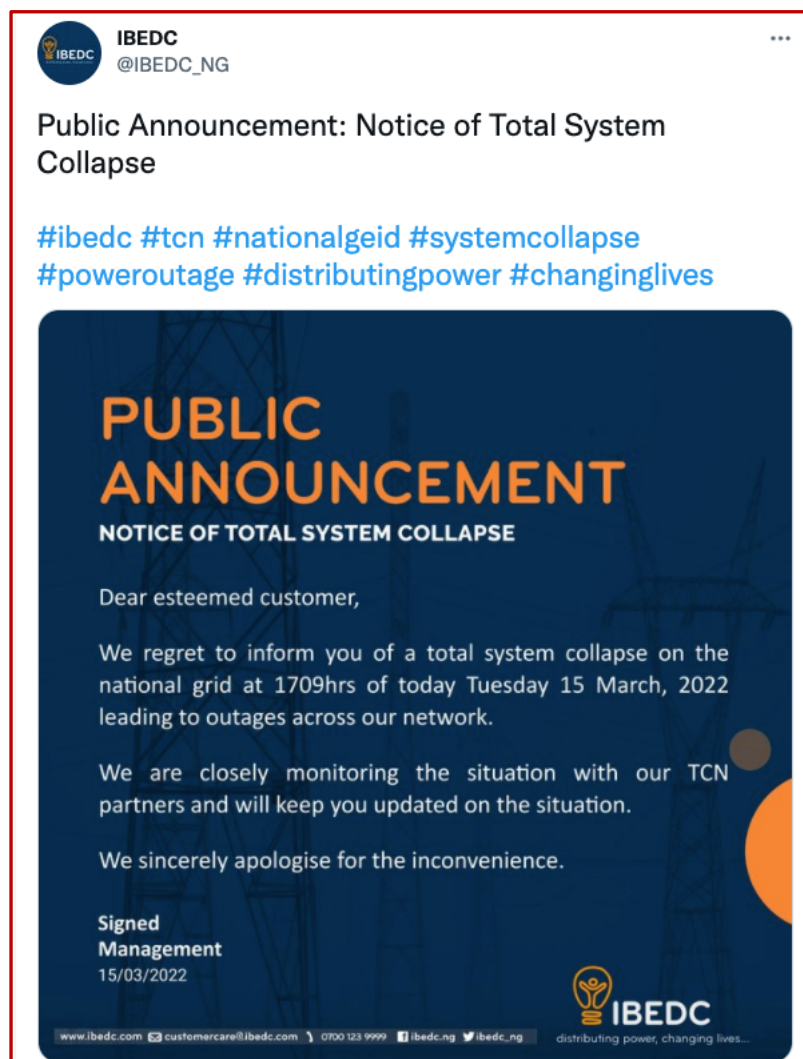 IBEDC
IBEDC
@IBEDC_NG
Public Announcement: Notice of Total System
Collapse
#ibedc #tcn #nationalgeid #systemcollapse
#poweroutage #distributingpower #changinglives
PUBLIC
ANNOUNCEMENT
NOTICE OF TOTAL SYSTEM COLLAPSE
Dear esteemed customer,
We regret to inform you of a total system collapse on the
national grid at 1709hrs of today Tuesday 15 March, 2022
leading to outages across our network.
We are closely monitoring the situation with our TCN
partners and will keep you updated on the situation.
We sincerely apologise for the inconvenience.
Signed
Management
15/03/2022
IBEDC
distributing power, changing lives...
www.ibedc.com customercare@ibedc.com 0700 123 9999 ibedc.ng ibedc_ng